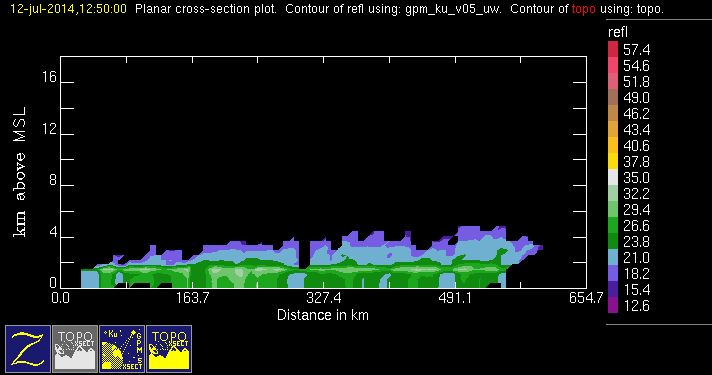 12-jul-2014,12:50:00 Planar cross-section plot. Contour of refl using: gpm_ku_v05_uw. Contour of topo using: topo.
refl
57.4
54.6
51.8
49.0
46.2
43.4
40.6
37.8
35.0
32.2
29.4
26.6
23.8
21.0
18.2
15.4
12.6
km above MSL
16
12
8
4
0
0.0 163.7 327.4 491.1 654.7
Distance in km
Z
TOPO
XSECT
"Ku"
GPM'S
XSECT
TOPO
XSECT